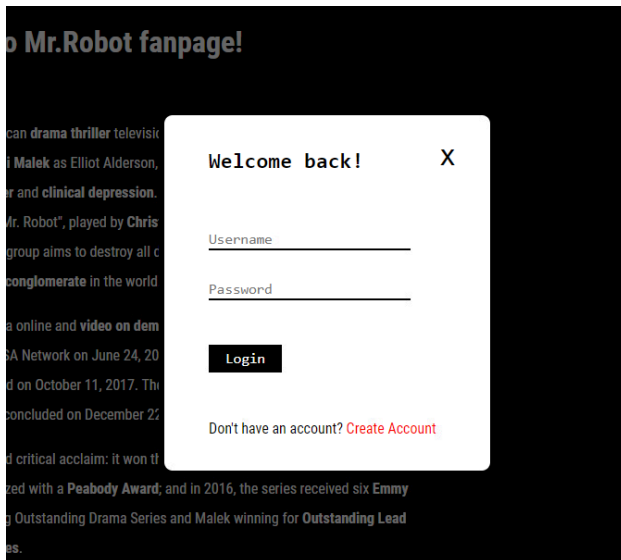 o Mr.Robot fanpage!
can drama thriller televisio
i Malek as Elliot Alderson,
er and clinical depression.
Mr. Robot", played by Chris
group aims to destroy all
conglomerate in the world
a online and video on dem
SA Network on June 24, 20
d on October 11, 2017. The
concluded on December 22
d critical acclaim: it won th
zed with a Peabody Award; and in 2016, the series received six Emmy
g Outstanding Drama Series and Malek winning for Outstanding Lead
es.
Welcome back!
X
Username
Password
Login
Don't have an account? Create Account